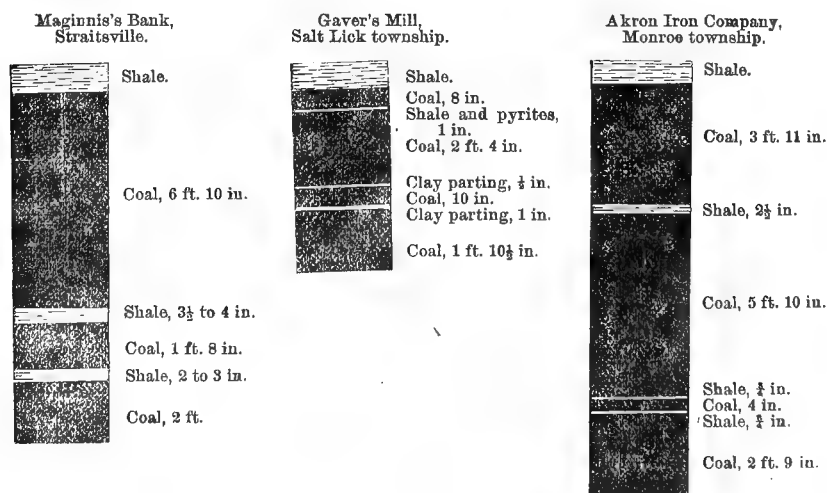 Maginnis's Bank,
Straitsville.
Shale.
Coal, 6 ft. 10 in.
Shale, 3½ to 4 in.
Coal, 1 ft. 8 in.
Shale, 2 to 3 in.
Coal, 2 ft.
Gaver's Mill,
Salt Lick township.
Shale.
Coal, 8 in.
Shale and pyrites,
1 in.
Coal, 2 ft. 4 in.
Clay parting, ½ in.
Coal, 10 in.
Clay parting, 1 in.
Coal, 1 ft. 10½ in.
Akron Iron Company,
Monroe township.
Shale.
Coal, 3 ft. 11 in.
Shale, 2½ in.
Coal, 5 ft. 10 in.
Shale, in.
Coal, 4 in.
Shale, in.
Coal, 2 ft. 9 in.